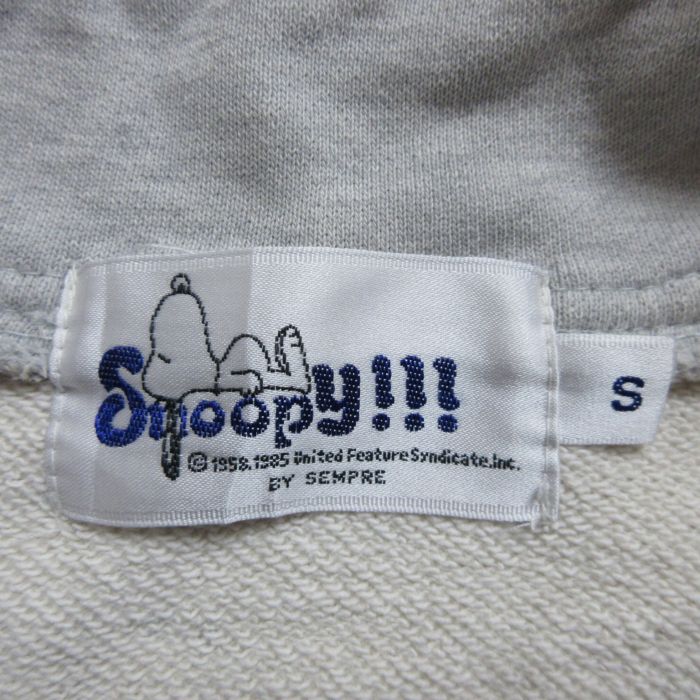 Snoopy!!!
© 1958, 1985 United Feature Syndicate, Inc.
BY SEMPRE
S